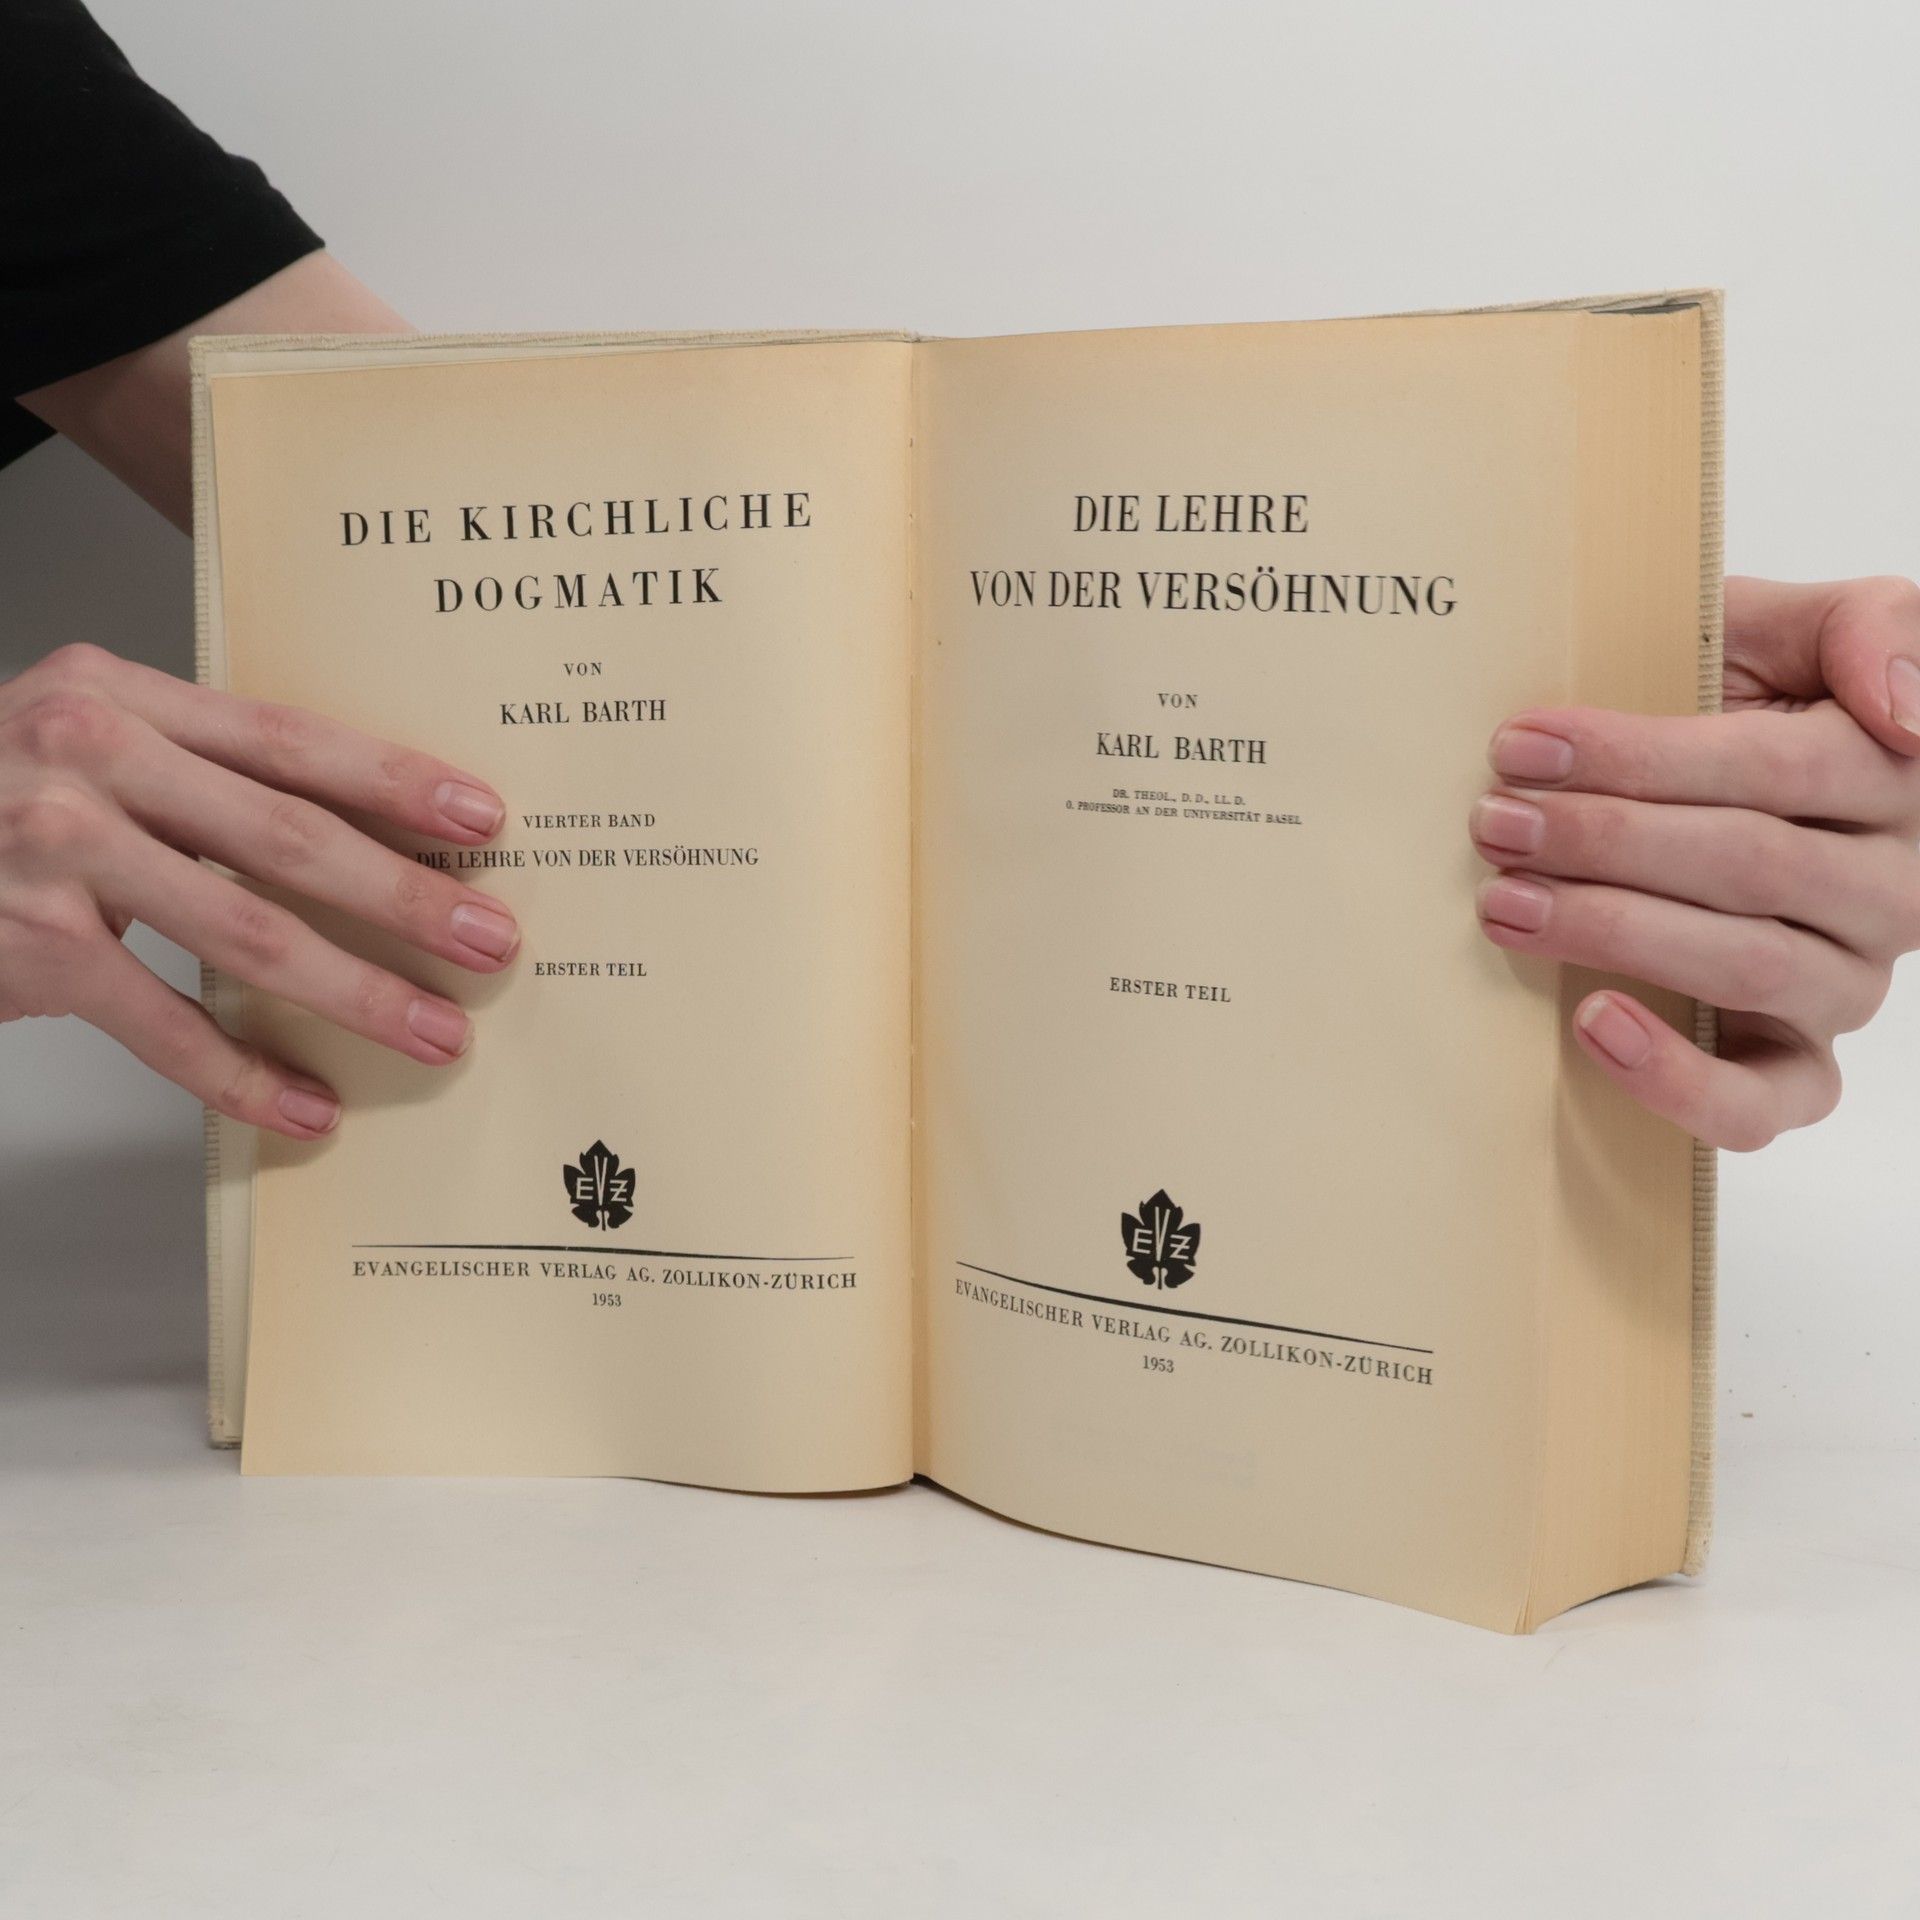 DIE KIRCHLICHE
DOGMATIK
VON
KARL BARTH
VIERTER BAND
DIE LEHRE VON DER VERSÖHNUNG
ERSTER TEIL
EVZ
EVANGELISCHER VERLAG AG. ZOLLIKON-ZÜRICH
1953
DIE LEHRE
VON DER VERSÖHNUNG
VON
KARL BARTH
DR. THEOL., D. D., LL. D.
O. PROFESSOR AN DER UNIVERSITÄT BASEL
ERSTER TEIL
EVZ
EVANGELISCHER VERLAG AG. ZOLLIKON-ZÜRICH
1953